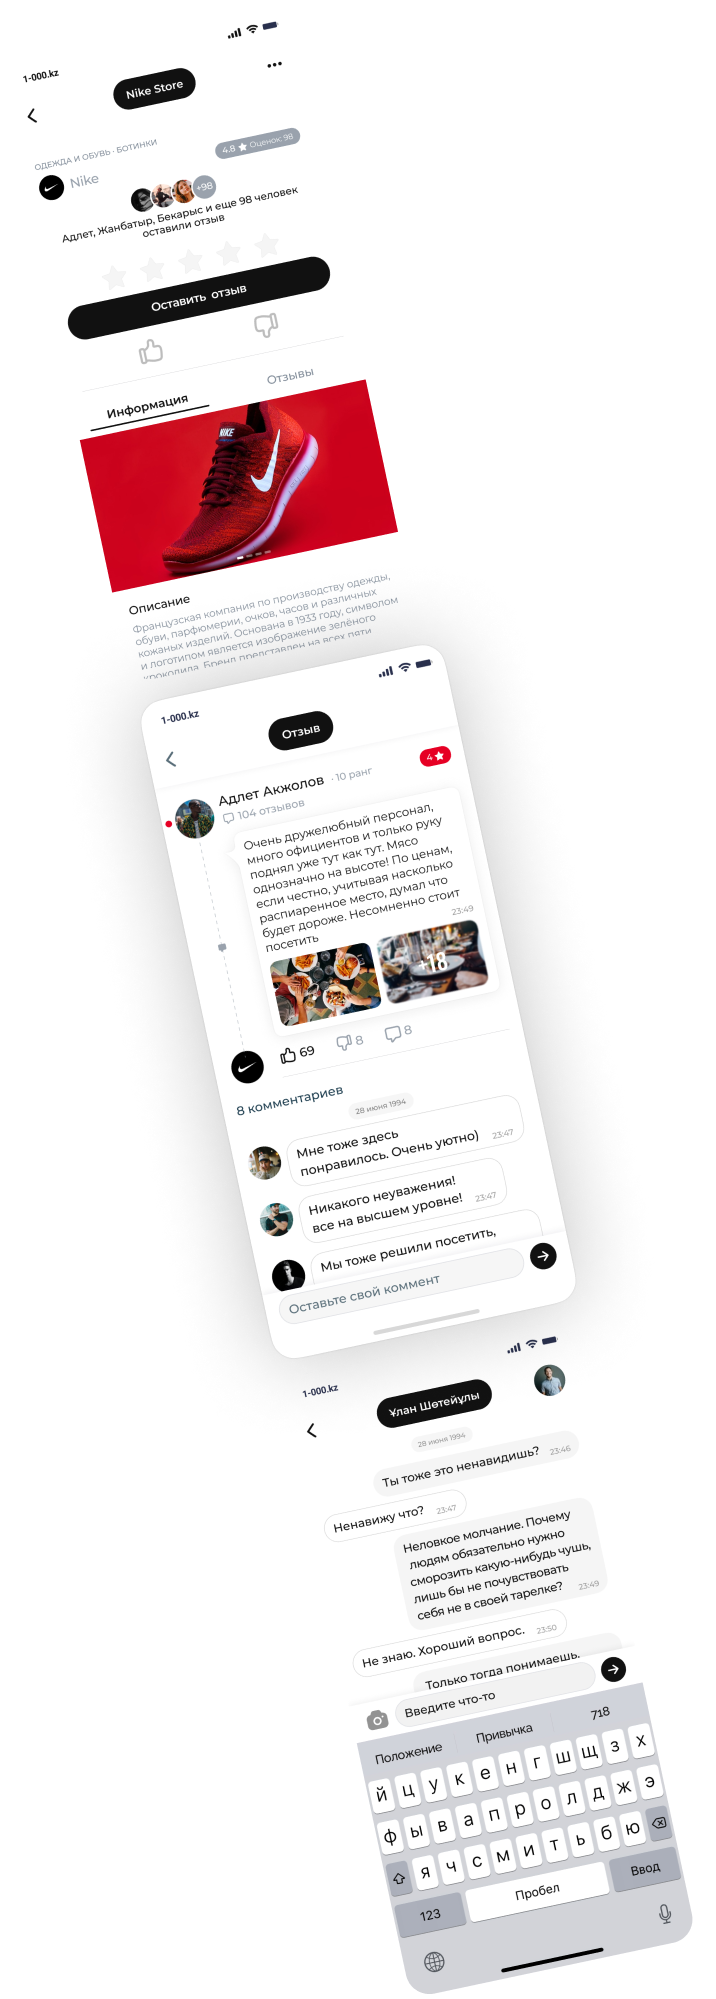 1-000.kz
Nike Store
ОДЕЖДА И ОБУВЬ · БОТИНКИ
4.8 Оценок: 98
Nike
+98
Адлет, Жанбатыр, Бекарыс и еще 98 человек
оставили отзыв
Оставить отзыв
Информация
Отзывы
NIKE
Описание
Французская компания по производству одежды,
обуви, парфюмерии, очков, часов и различных
кожаных изделий. Основана в 1933 году, символом
и логотипом является изображение зелёного
крокодила. Бренд представлен на всех пяти
1-000.kz
Отзыв
Адлет Акжолов · 10 ранг
4
104 отзывов
Очень дружелюбный персонал,
много официентов и только руку
поднял уже тут как тут. Мясо
однозначно на высоте! По ценам,
если честно, учитывая насколько
распиаренное место, думал что
будет дороже. Несомненно стоит
посетить
23:49
+18
69
8
8
8 комментариев
28 июня 1994
Мне тоже здесь
понравилось. Очень уютно)
23:47
Никакого неуважения!
все на высшем уровне!
23:47
Мы тоже решили посетить,
Оставьте свой коммент
1-000.kz
Ұлан Шөтейұлы
28 июня 1994
Ты тоже это ненавидишь?
23:46
Ненавижу что?
23:47
Неловкое молчание. Почему
людям обязательно нужно
сморозить какую-нибудь чушь,
лишь бы не почувствовать
себя не в своей тарелке?
23:49
Не знаю. Хороший вопрос.
23:50
Только тогда понимаешь.
Введите что-то
Положение Привычка 718
й ц у к е н г ш щ з х
ф ы в а п р о л д ж э
я ч с м и т ь б ю
123 Пробел Ввод